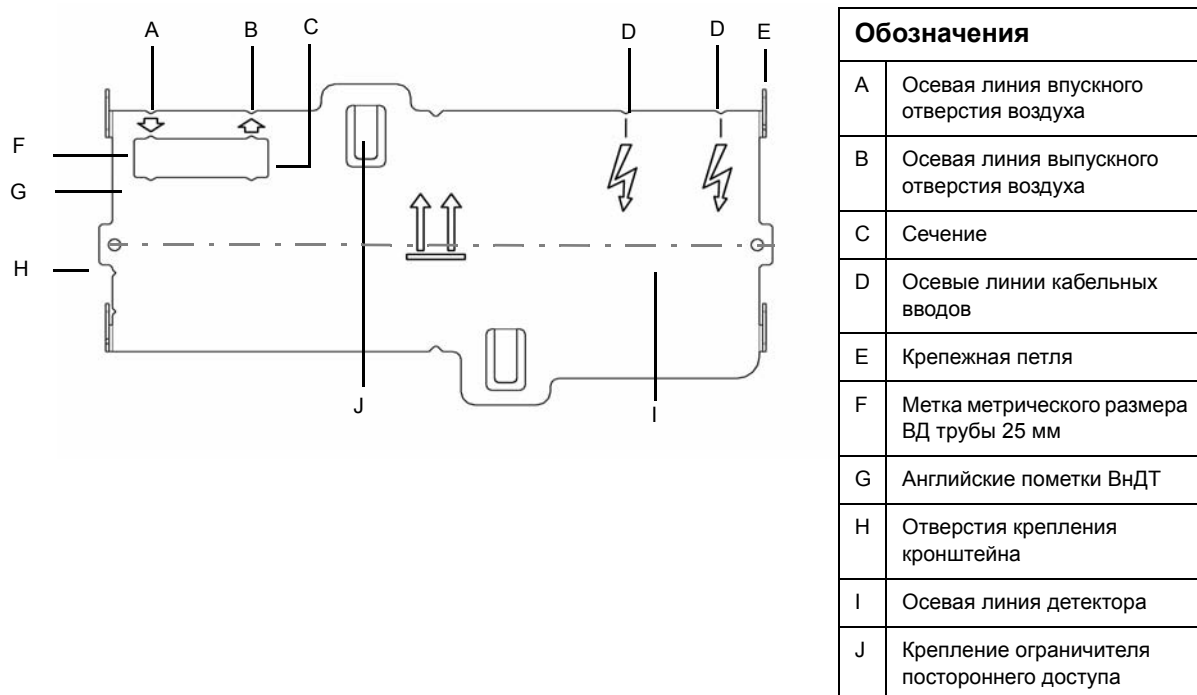 A B C D D E
F
G
H
J
I
Обозначения
A Осевая линия впускного
отверстия воздуха
B Осевая линия выпускного
отверстия воздуха
C Сечение
D Осевые линии кабельных
вводов
E Крепежная петля
F Метка метрического размера
ВД трубы 25 мм
G Английские пометки ВнДТ
H Отверстия крепления
кронштейна
I Осевая линия детектора
J Крепление ограничителя
постороннего доступа